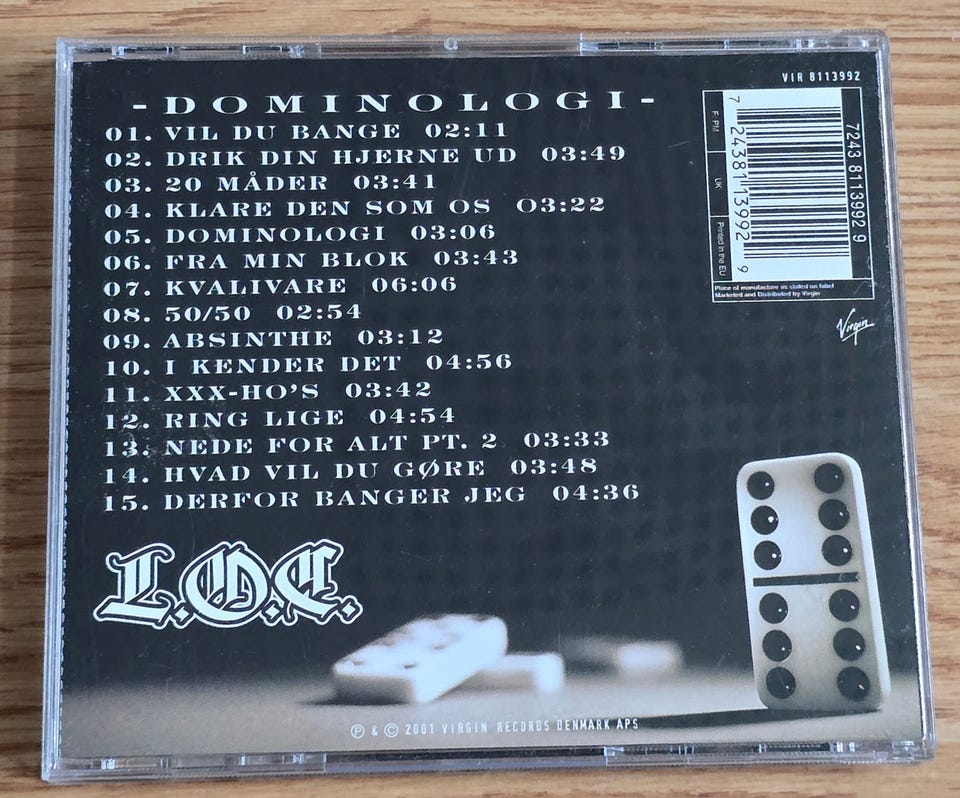 VIR 8113992
-DOMINOLOGI-
01. VIL DU BANGE 02:11
02. DRIK DIN HJERNE UD 03:49
03. 20 MÅDER 03:41
04. KLARE DEN SOM OS 03:22
05. DOMINOLOGI 03:06
06. FRA MIN BLOK 03:43
07. KVALIVARE 06:06
08. 50/50 02:54
09. ABSINTHE 03:12
10. I KENDER DET 04:56
11. XXX-HO'S 03:42
12. RING LIGE 04:54
13. NEDE FOR ALT PT. 2 03:33
14. HVAD VIL DU GØRE 03:48
15. DERFOR BANGER JEG 04:36
F: PM
UK:
Printed in the EU
7 24381 13992 9
7243 8113992 9
Place of manufacture as stated on label
Marketed and Distributed by Virgin
Virgin
L.O.C.
℗ & © 2001 VIRGIN RECORDS DENMARK APS